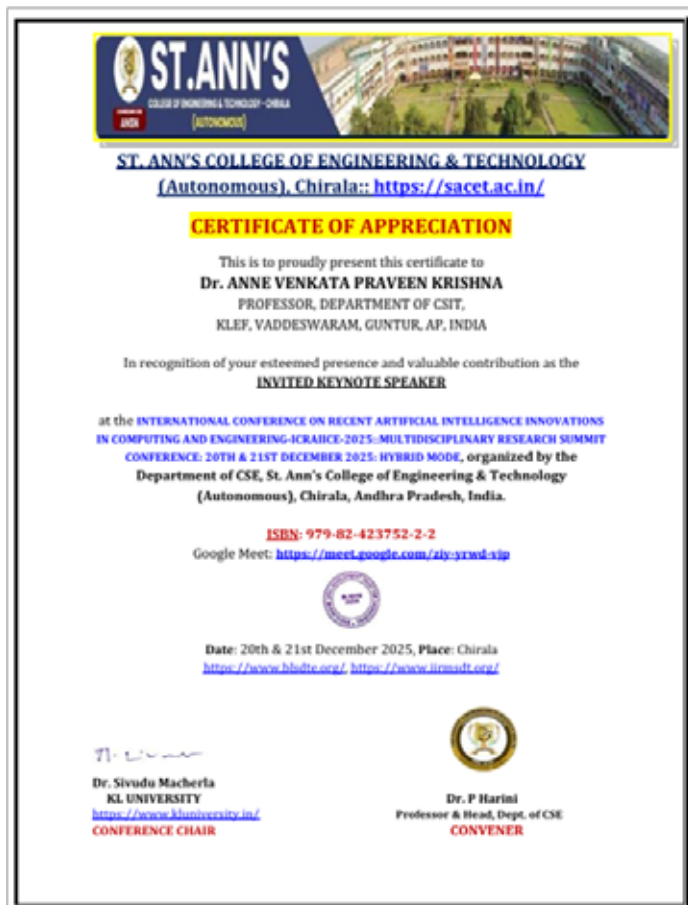 ST.ANN'S
COLLEGE OF ENGINEERING & TECHNOLOGY - CHIRALA
(AUTONOMOUS)
ST. ANN'S COLLEGE OF ENGINEERING & TECHNOLOGY
(Autonomous), Chirala:: https://sacet.ac.in/
CERTIFICATE OF APPRECIATION
This is to proudly present this certificate to
Dr. ANNE VENKATA PRAVEEN KRISHNA
PROFESSOR, DEPARTMENT OF CSIT,
KLEF, VADDESWARAM, GUNTUR, AP, INDIA
In recognition of your esteemed presence and valuable contribution as the
INVITED KEYNOTE SPEAKER
at the INTERNATIONAL CONFERENCE ON RECENT ARTIFICIAL INTELLIGENCE INNOVATIONS
IN COMPUTING AND ENGINEERING-ICRAIICE-2025::MULTIDISCIPLINARY RESEARCH SUMMIT
CONFERENCE: 20TH & 21ST DECEMBER 2025: HYBRID MODE, organized by the
Department of CSE, St. Ann's College of Engineering & Technology
(Autonomous), Chirala, Andhra Pradesh, India.
ISBN: 979-82-423752-2-2
Google Meet: https://meet.google.com/ziy-yrwd-vjp
Date: 20th & 21st December 2025, Place: Chirala
https://www.blsdte.org/, https://www.iirmsdt.org/
Dr. Sivudu Macherla
KL UNIVERSITY
https://www.kluniversity.in/
CONFERENCE CHAIR
Dr. P Harini
Professor & Head, Dept. of CSE
CONVENER